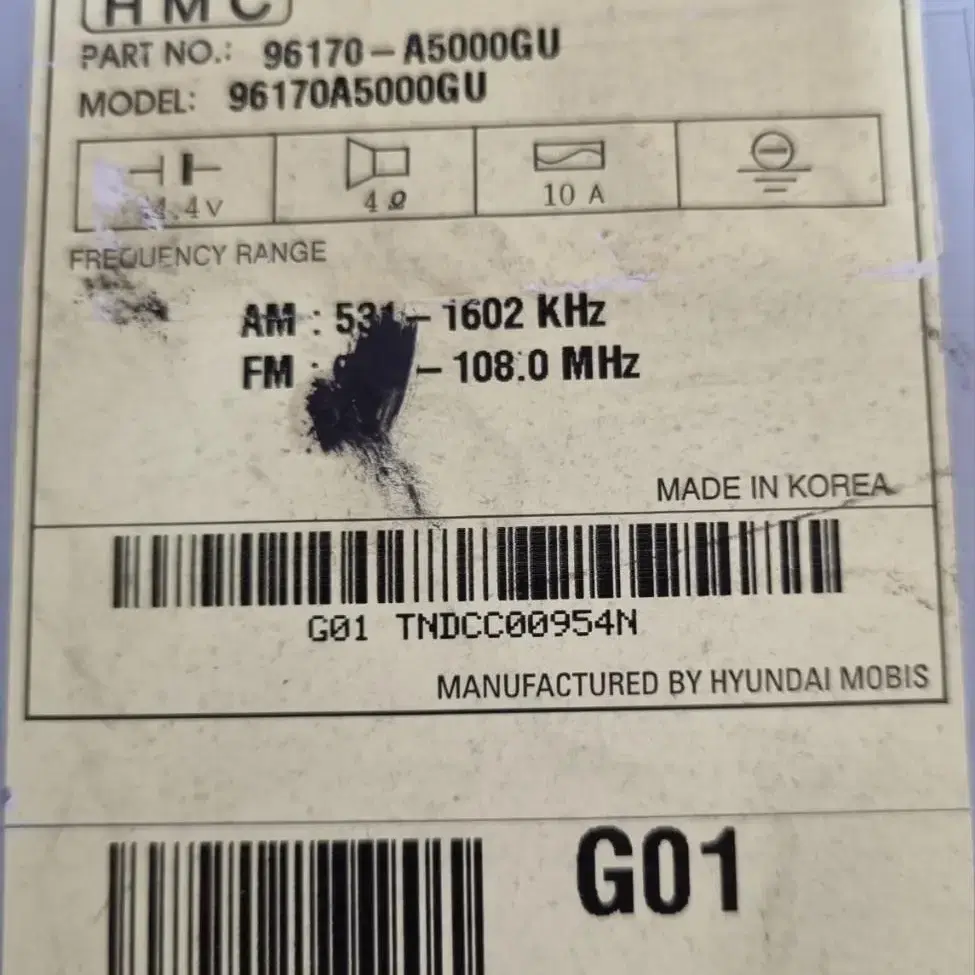 HMC
PART NO.: 96170-A5000GU
MODEL: 96170A5000GU
4Ω
10 A
FREQUENCY RANGE
AM : 531 - 1602 KHz
FM : - 108.0 MHz
MADE IN KOREA
G01 TNDCC00954N
MANUFACTURED BY HYUNDAI MOBIS
G01